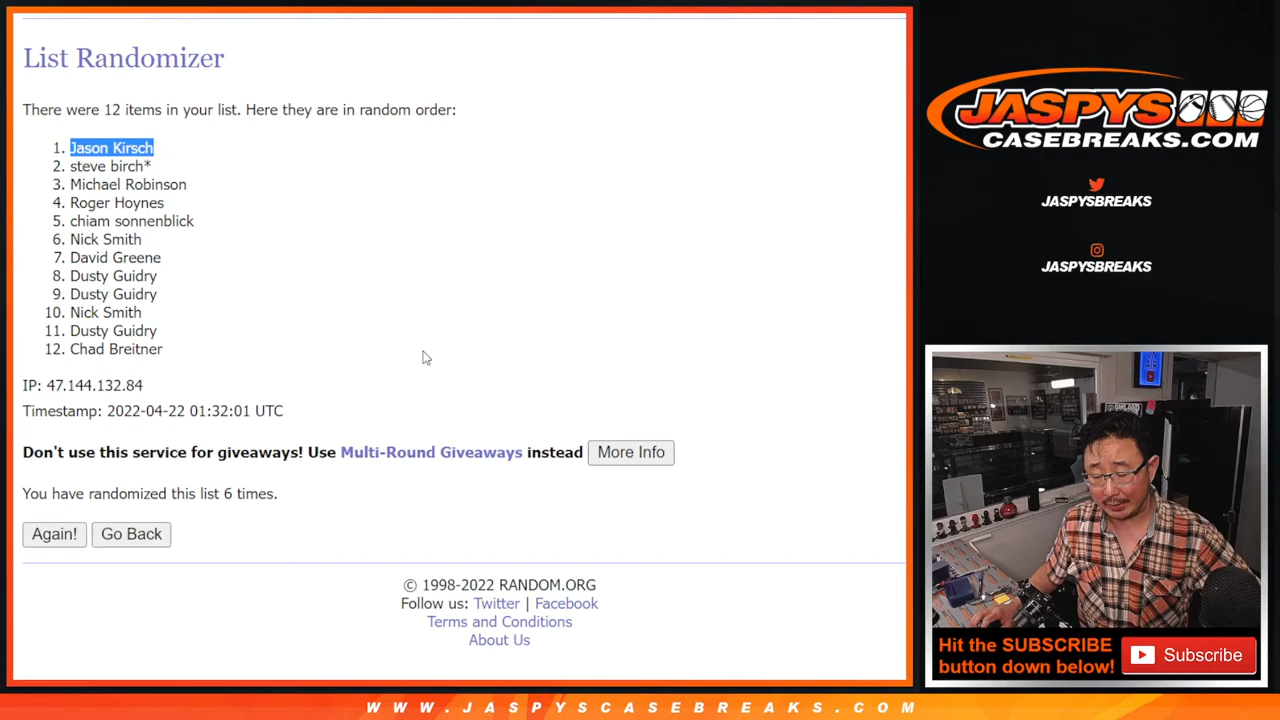 List Randomizer
There were 12 items in your list. Here they are in random order:
1. Jason Kirsch
2. steve birch*
3. Michael Robinson
4. Roger Hoynes
5. chiam sonnenblick
6. Nick Smith
7. David Greene
8. Dusty Guidry
9. Dusty Guidry
10. Nick Smith
11. Dusty Guidry
12. Chad Breitner
IP: 47.144.132.84
Timestamp: 2022-04-22 01:32:01 UTC
Don't use this service for giveaways! Use Multi-Round Giveaways instead More Info
You have randomized this list 6 times.
Again! Go Back
© 1998-2022 RANDOM.ORG
Follow us: Twitter | Facebook
Terms and Conditions
About Us
JASPYS
CASEBREAKS.COM
JASPYSBREAKS
JASPYSBREAKS
Hit the SUBSCRIBE
button down below!
Subscribe
WWW.JASPYSCASEBREAKS.COM